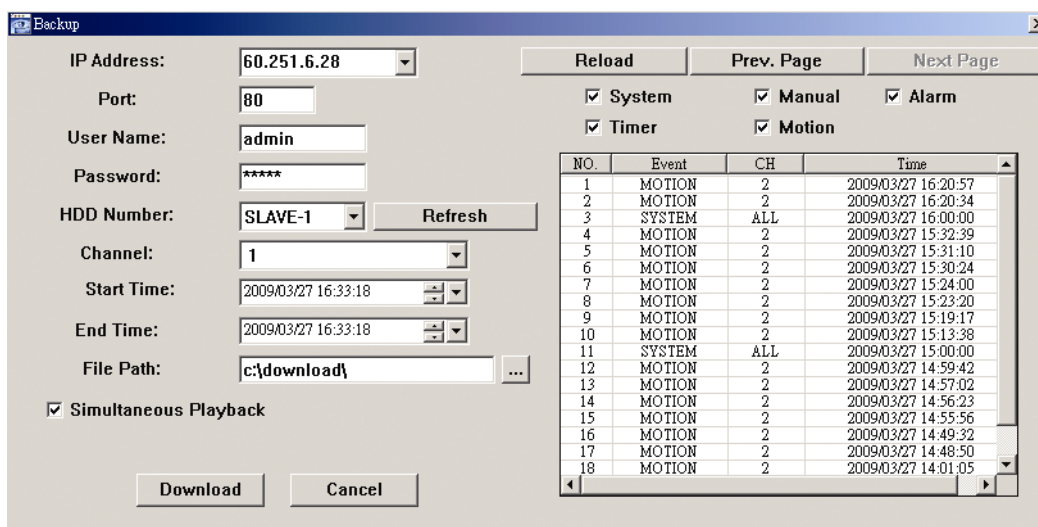 Backup
IP Address: 60.251.6.28
Port: 80
User Name: admin
Password: *****
HDD Number: SLAVE-1 Refresh
Channel: 1
Start Time: 2009/03/27 16:33:18
End Time: 2009/03/27 16:33:18
File Path: c:\download\ ...
Simultaneous Playback
Download Cancel
Reload Prev. Page Next Page
System Manual Alarm
Timer Motion
NO. Event CH Time
1 MOTION 2 2009/03/27 16:20:57
2 MOTION 2 2009/03/27 16:20:34
3 SYSTEM ALL 2009/03/27 16:00:00
4 MOTION 2 2009/03/27 15:32:39
5 MOTION 2 2009/03/27 15:31:10
6 MOTION 2 2009/03/27 15:30:24
7 MOTION 2 2009/03/27 15:24:00
8 MOTION 2 2009/03/27 15:23:20
9 MOTION 2 2009/03/27 15:19:17
10 MOTION 2 2009/03/27 15:13:38
11 SYSTEM ALL 2009/03/27 15:00:00
12 MOTION 2 2009/03/27 14:59:42
13 MOTION 2 2009/03/27 14:57:02
14 MOTION 2 2009/03/27 14:56:23
15 MOTION 2 2009/03/27 14:55:56
16 MOTION 2 2009/03/27 14:49:32
17 MOTION 2 2009/03/27 14:48:50
18 MOTION 2 2009/03/27 14:01:05